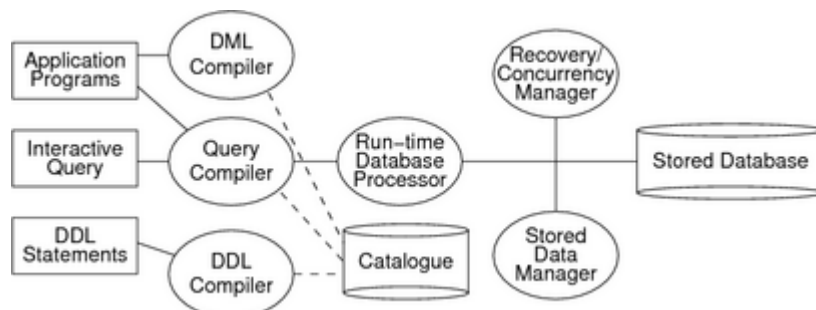 Application
Programs
DML
Compiler
Recovery/
Concurrency
Manager
Interactive
Query
Query
Compiler
Run-time
Database
Processor
Stored Database
DDL
Statements
DDL
Compiler
Catalogue
Stored
Data
Manager